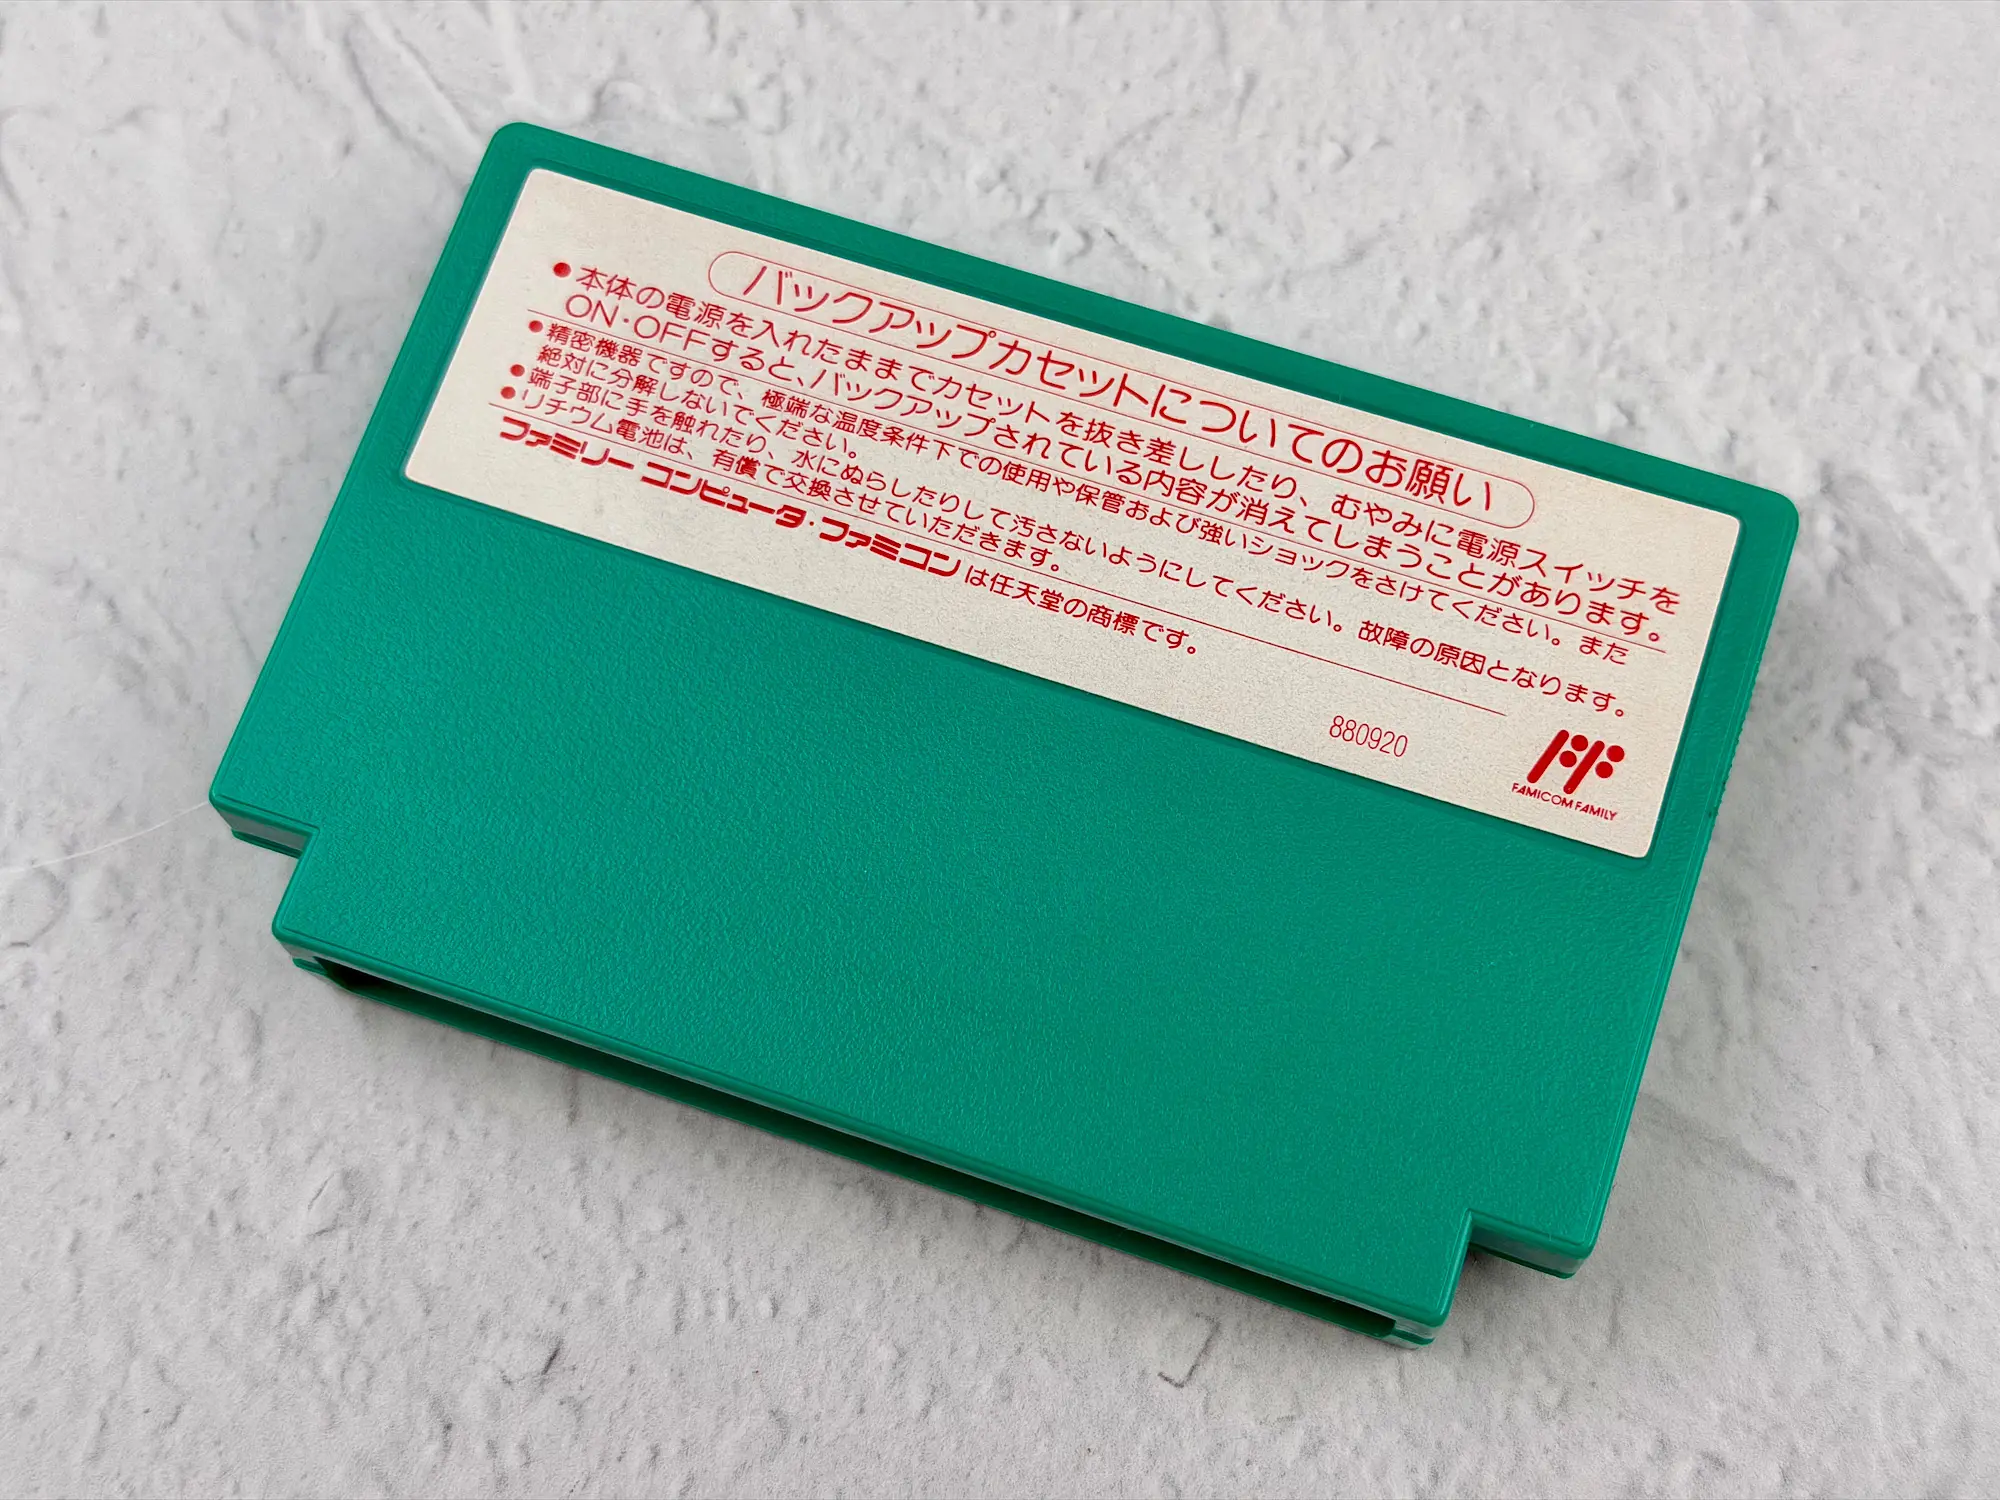 バックアップカセットについてのお願い
●本体の電源を入れたままでカセットを抜き差ししたり、むやみに電源スイッチを
ON・OFFすると、バックアップされている内容が消えてしまうことがあります。
●精密機器ですので、極端な温度条件下での使用や保管および強いショックをさけてください。また
絶対に分解しないでください。
●端子部に手を触れたり、水にぬらしたりして汚さないようにしてください。故障の原因となります。
●リチウム電池は、有償で交換させていただきます。
ファミリーコンピュータ・ファミコンは任天堂の商標です。
880920
FAMICOM FAMILY